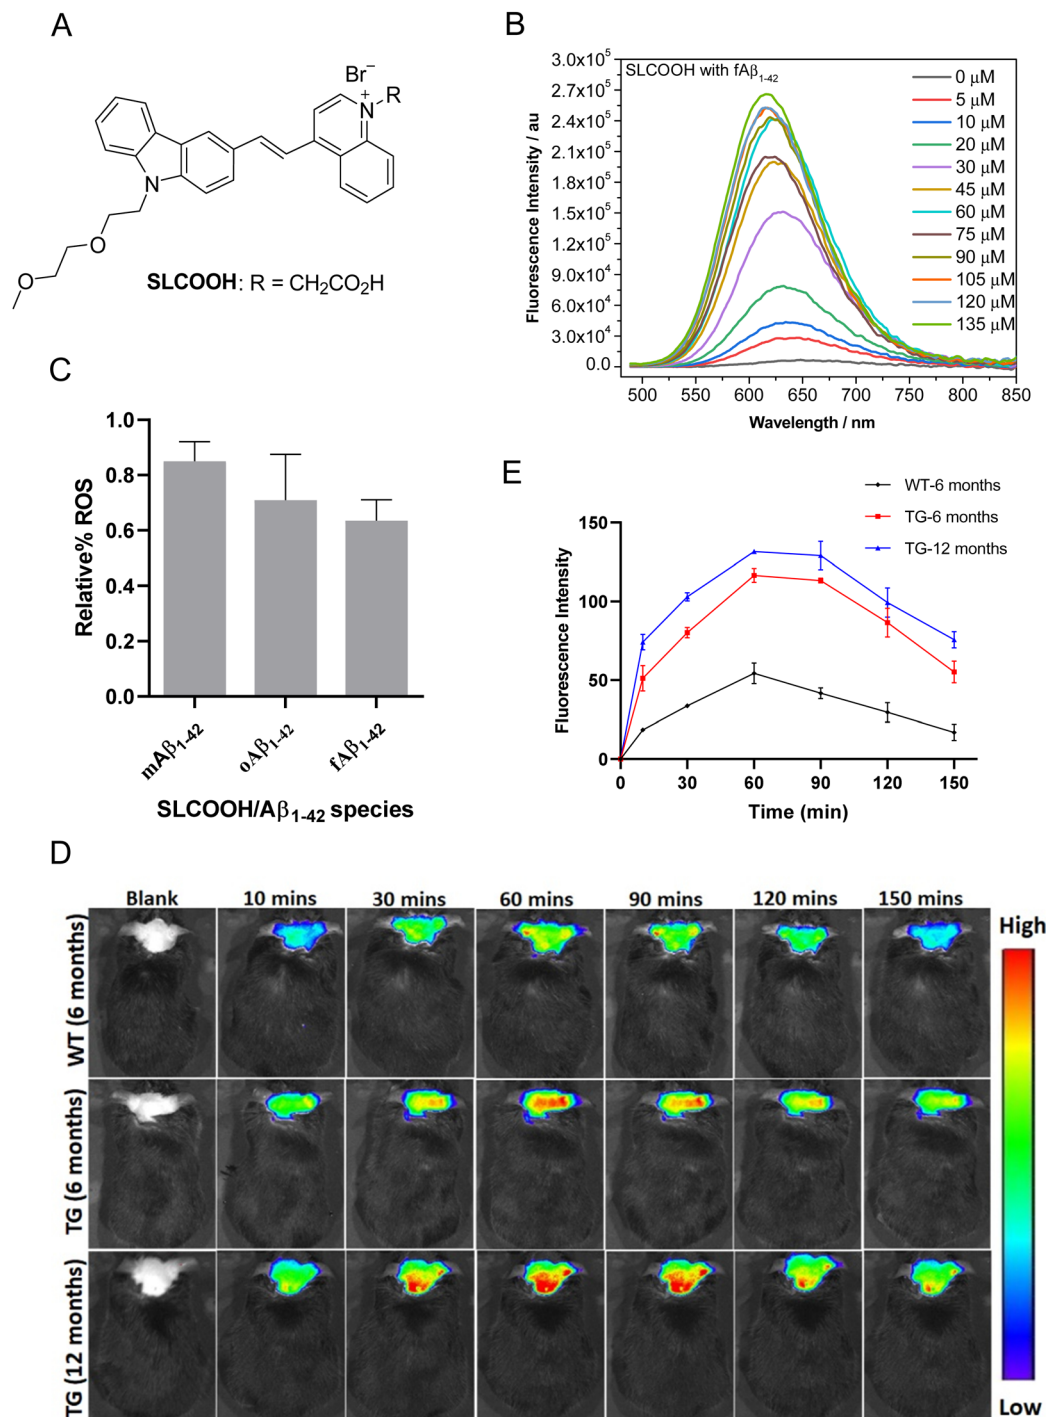 A
Br⁻
R
N⁺
N
O
O
SLCOOH: R = CH₂CO₂H
B
SLCOOH with fAβ₁₋₄₂
3.0x10⁵
2.7x10⁵
2.4x10⁵
2.1x10⁵
1.8x10⁵
1.5x10⁵
1.2x10⁵
9.0x10⁴
6.0x10⁴
3.0x10⁴
0.0
Fluorescence Intensity / au
0 μM
5 μM
10 μM
20 μM
30 μM
45 μM
60 μM
75 μM
90 μM
105 μM
120 μM
135 μM
500 550 600 650 700 750 800 850
Wavelength / nm
C
1.0
0.8
0.6
0.4
0.2
0.0
Relative% ROS
mAβ₁₋₄₂
oAβ₁₋₄₂
fAβ₁₋₄₂
SLCOOH/Aβ₁₋₄₂ species
E
WT-6 months
TG-6 months
TG-12 months
150
100
50
0
Fluorescence Intensity
0 30 60 90 120 150
Time (min)
D
Blank 10 mins 30 mins 60 mins 90 mins 120 mins 150 mins
WT (6 months)
TG (6 months)
TG (12 months)
High
Low